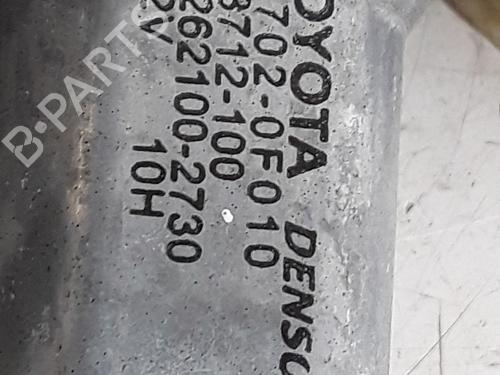 OYOTA DENSO
702-0F010
3712-100
262100-2730
2V 10H
B-PARTS